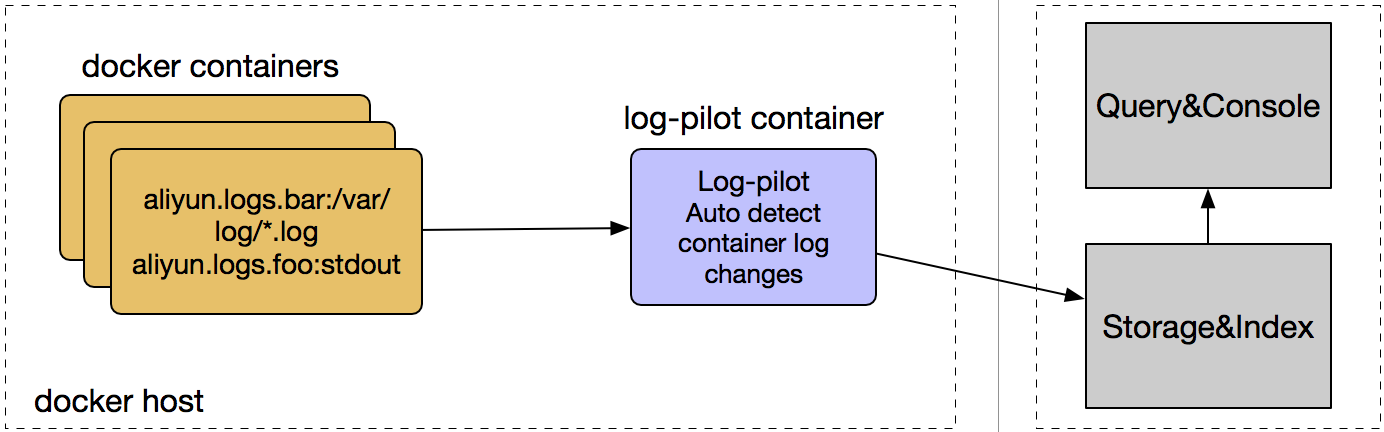 docker containers
aliyun.logs.bar:/var/
log/*.log
aliyun.logs.foo:stdout
log-pilot container
Log-pilot
Auto detect
container log
changes
docker host
Query&Console
Storage&Index